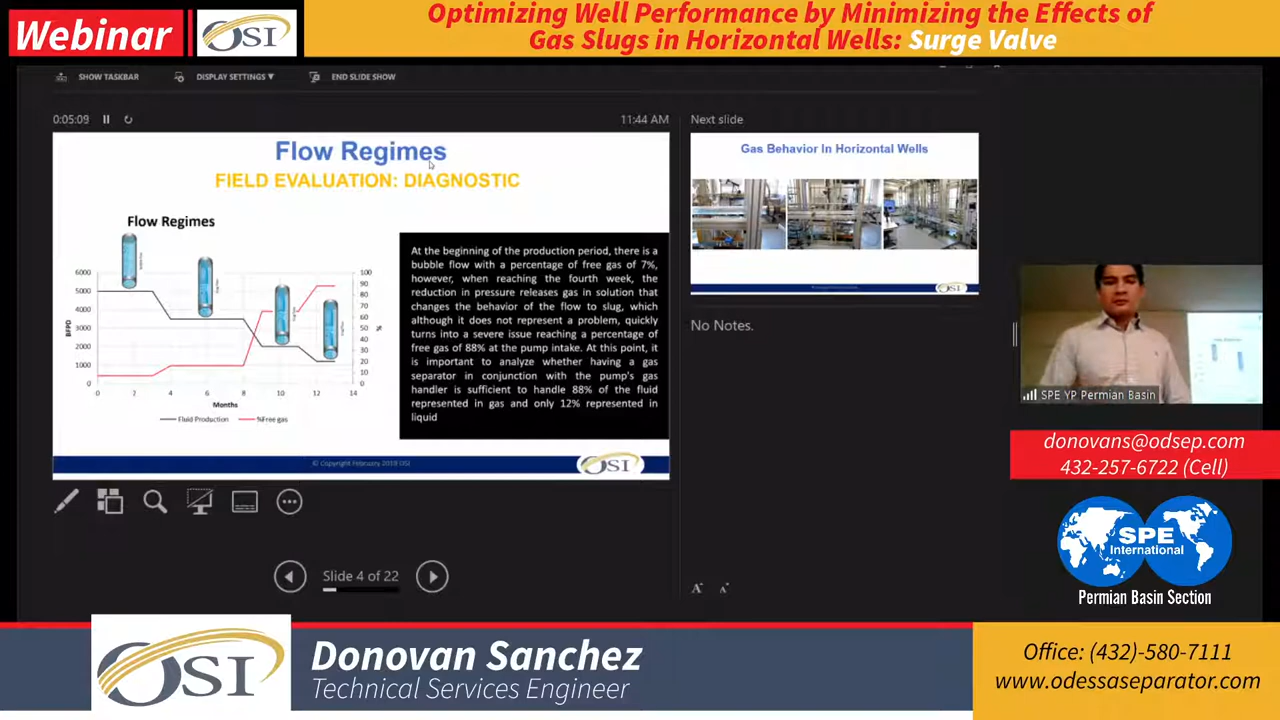 Webinar
OSI
Optimizing Well Performance by Minimizing the Effects of
Gas Slugs in Horizontal Wells: Surge Valve
SHOW TASKBAR
DISPLAY SETTINGS ▼
END SLIDE SHOW
0:05:09
11:44 AM
Next slide
Flow Regimes
FIELD EVALUATION: DIAGNOSTIC
Flow Regimes
6000
5000
4000
3000
2000
1000
0
BFPD
100
90
80
70
60
50
40
30
20
10
0
%
0
2
4
6
8
10
12
14
Months
Fluid Production
%Free gas
At the beginning of the production period, there is a
bubble flow with a percentage of free gas of 7%,
however, when reaching the fourth week, the
reduction in pressure releases gas in solution that
changes the behavior of the flow to slug, which
although it does not represent a problem, quickly
turns into a severe issue reaching a percentage of
free gas of 88% at the pump intake. At this point, it
is important to analyze whether having a gas
separator in conjunction with the pump's gas
handler is sufficient to handle 88% of the fluid
represented in gas and only 12% represented in
liquid
© Copyright February 2019 OSI
OSI
Gas Behavior In Horizontal Wells
OSI
No Notes.
SPE YP Permian Basin
Slide 4 of 22
donovans@odsep.com
432-257-6722 (Cell)
SPE
International
Permian Basin Section
OSI
Donovan Sanchez
Technical Services Engineer
Office: (432)-580-7111
www.odessaseparator.com